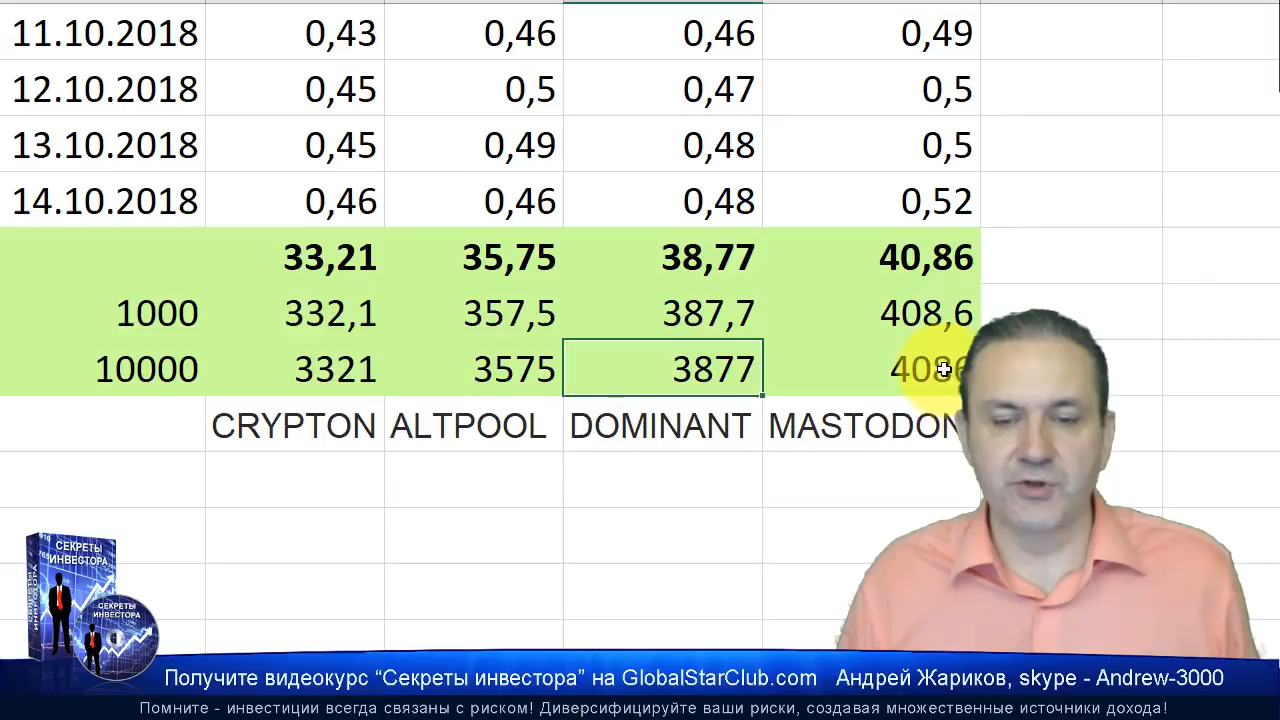 11.10.2018 0,43 0,46 0,46 0,49
12.10.2018 0,45 0,5 0,47 0,5
13.10.2018 0,45 0,49 0,48 0,5
14.10.2018 0,46 0,46 0,48 0,52
33,21 35,75 38,77 40,86
1000 332,1 357,5 387,7 408,6
10000 3321 3575 3877 4086
CRYPTON ALTPOOL DOMINANT MASTODON
СЕКРЕТЫ
ИНВЕСТОРА
СЕКРЕТЫ
ИНВЕСТОРА
Получите видеокурс “Секреты инвестора” на GlobalStarClub.com Андрей Жариков, skype - Andrew-3000
Помните - инвестиции всегда связаны с риском! Диверсифицируйте ваши риски, создавая множественные источники дохода!